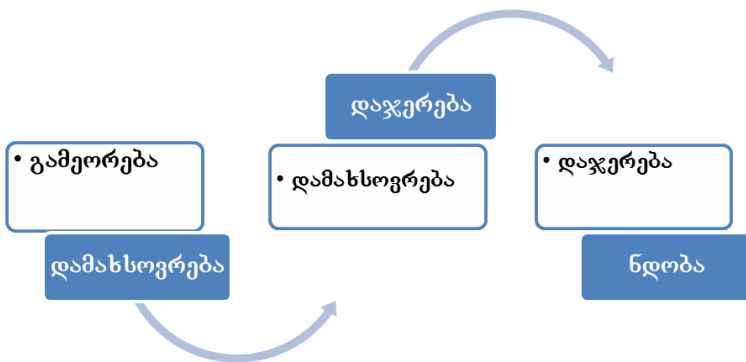 • გამეორება
დამახსოვრება
დაჯერება
• დამახსოვრება
• დაჯერება
ნდობა